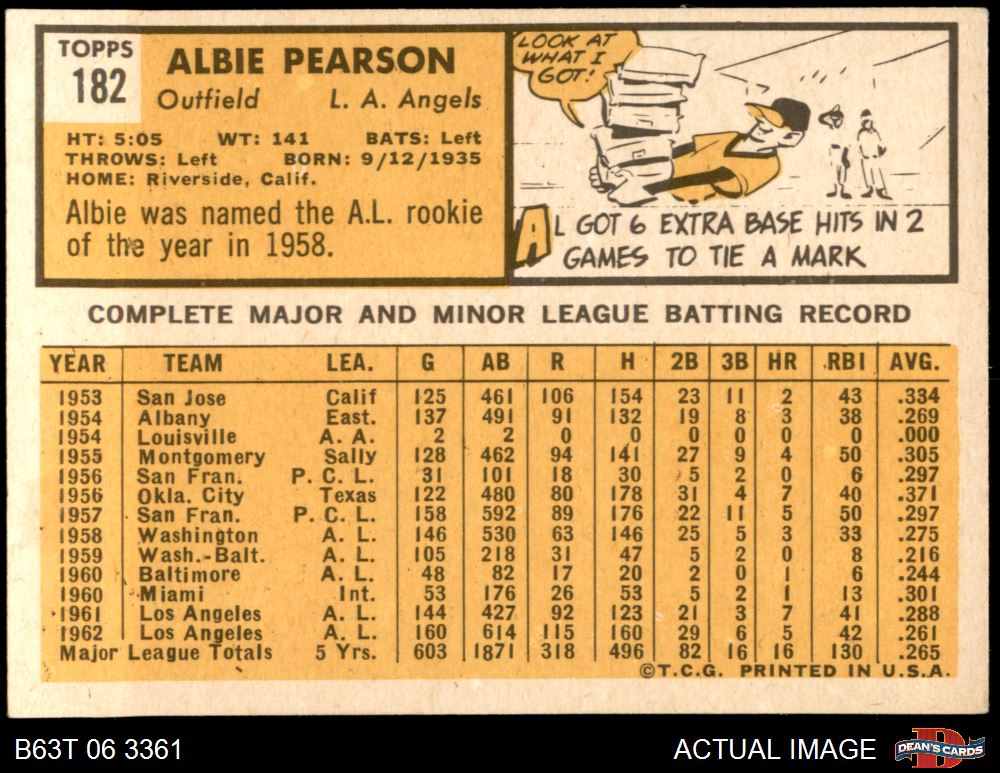 TOPPS
182
ALBIE PEARSON
Outfield L. A. Angels
HT: 5:05 WT: 141 BATS: Left
THROWS: Left BORN: 9/12/1935
HOME: Riverside, Calif.
Albie was named the A.L. rookie
of the year in 1958.
LOOK AT
WHAT I
GOT!
AL GOT 6 EXTRA BASE HITS IN 2
GAMES TO TIE A MARK
COMPLETE MAJOR AND MINOR LEAGUE BATTING RECORD
YEAR TEAM LEA. G AB R H 2B 3B HR RBI AVG.
1953 San Jose Calif 125 461 106 154 23 11 2 43 .334
1954 Albany East. 137 491 91 132 19 8 3 38 .269
1954 Louisville A. A. 2 2 0 0 0 0 0 0 .000
1955 Montgomery Sally 128 462 94 141 27 9 4 50 .305
1956 San Fran. P. C. L. 31 101 18 30 5 2 0 6 .297
1956 Okla. City Texas 122 480 80 178 31 4 7 40 .371
1957 San Fran. P. C. L. 158 592 89 176 22 11 5 50 .297
1958 Washington A. L. 146 530 63 146 25 5 3 33 .275
1959 Wash.-Balt. A. L. 105 218 31 47 5 2 0 8 .216
1960 Baltimore A. L. 48 82 17 20 2 0 1 6 .244
1960 Miami Int. 53 176 26 53 5 2 1 13 .301
1961 Los Angeles A. L. 144 427 92 123 21 3 7 41 .288
1962 Los Angeles A. L. 160 614 115 160 29 6 5 42 .261
Major League Totals 5 Yrs. 603 1871 318 496 82 16 16 130 .265
©T.C.G. PRINTED IN U.S.A.
B63T 06 3361 ACTUAL IMAGE
D
DEAN'S CARDS